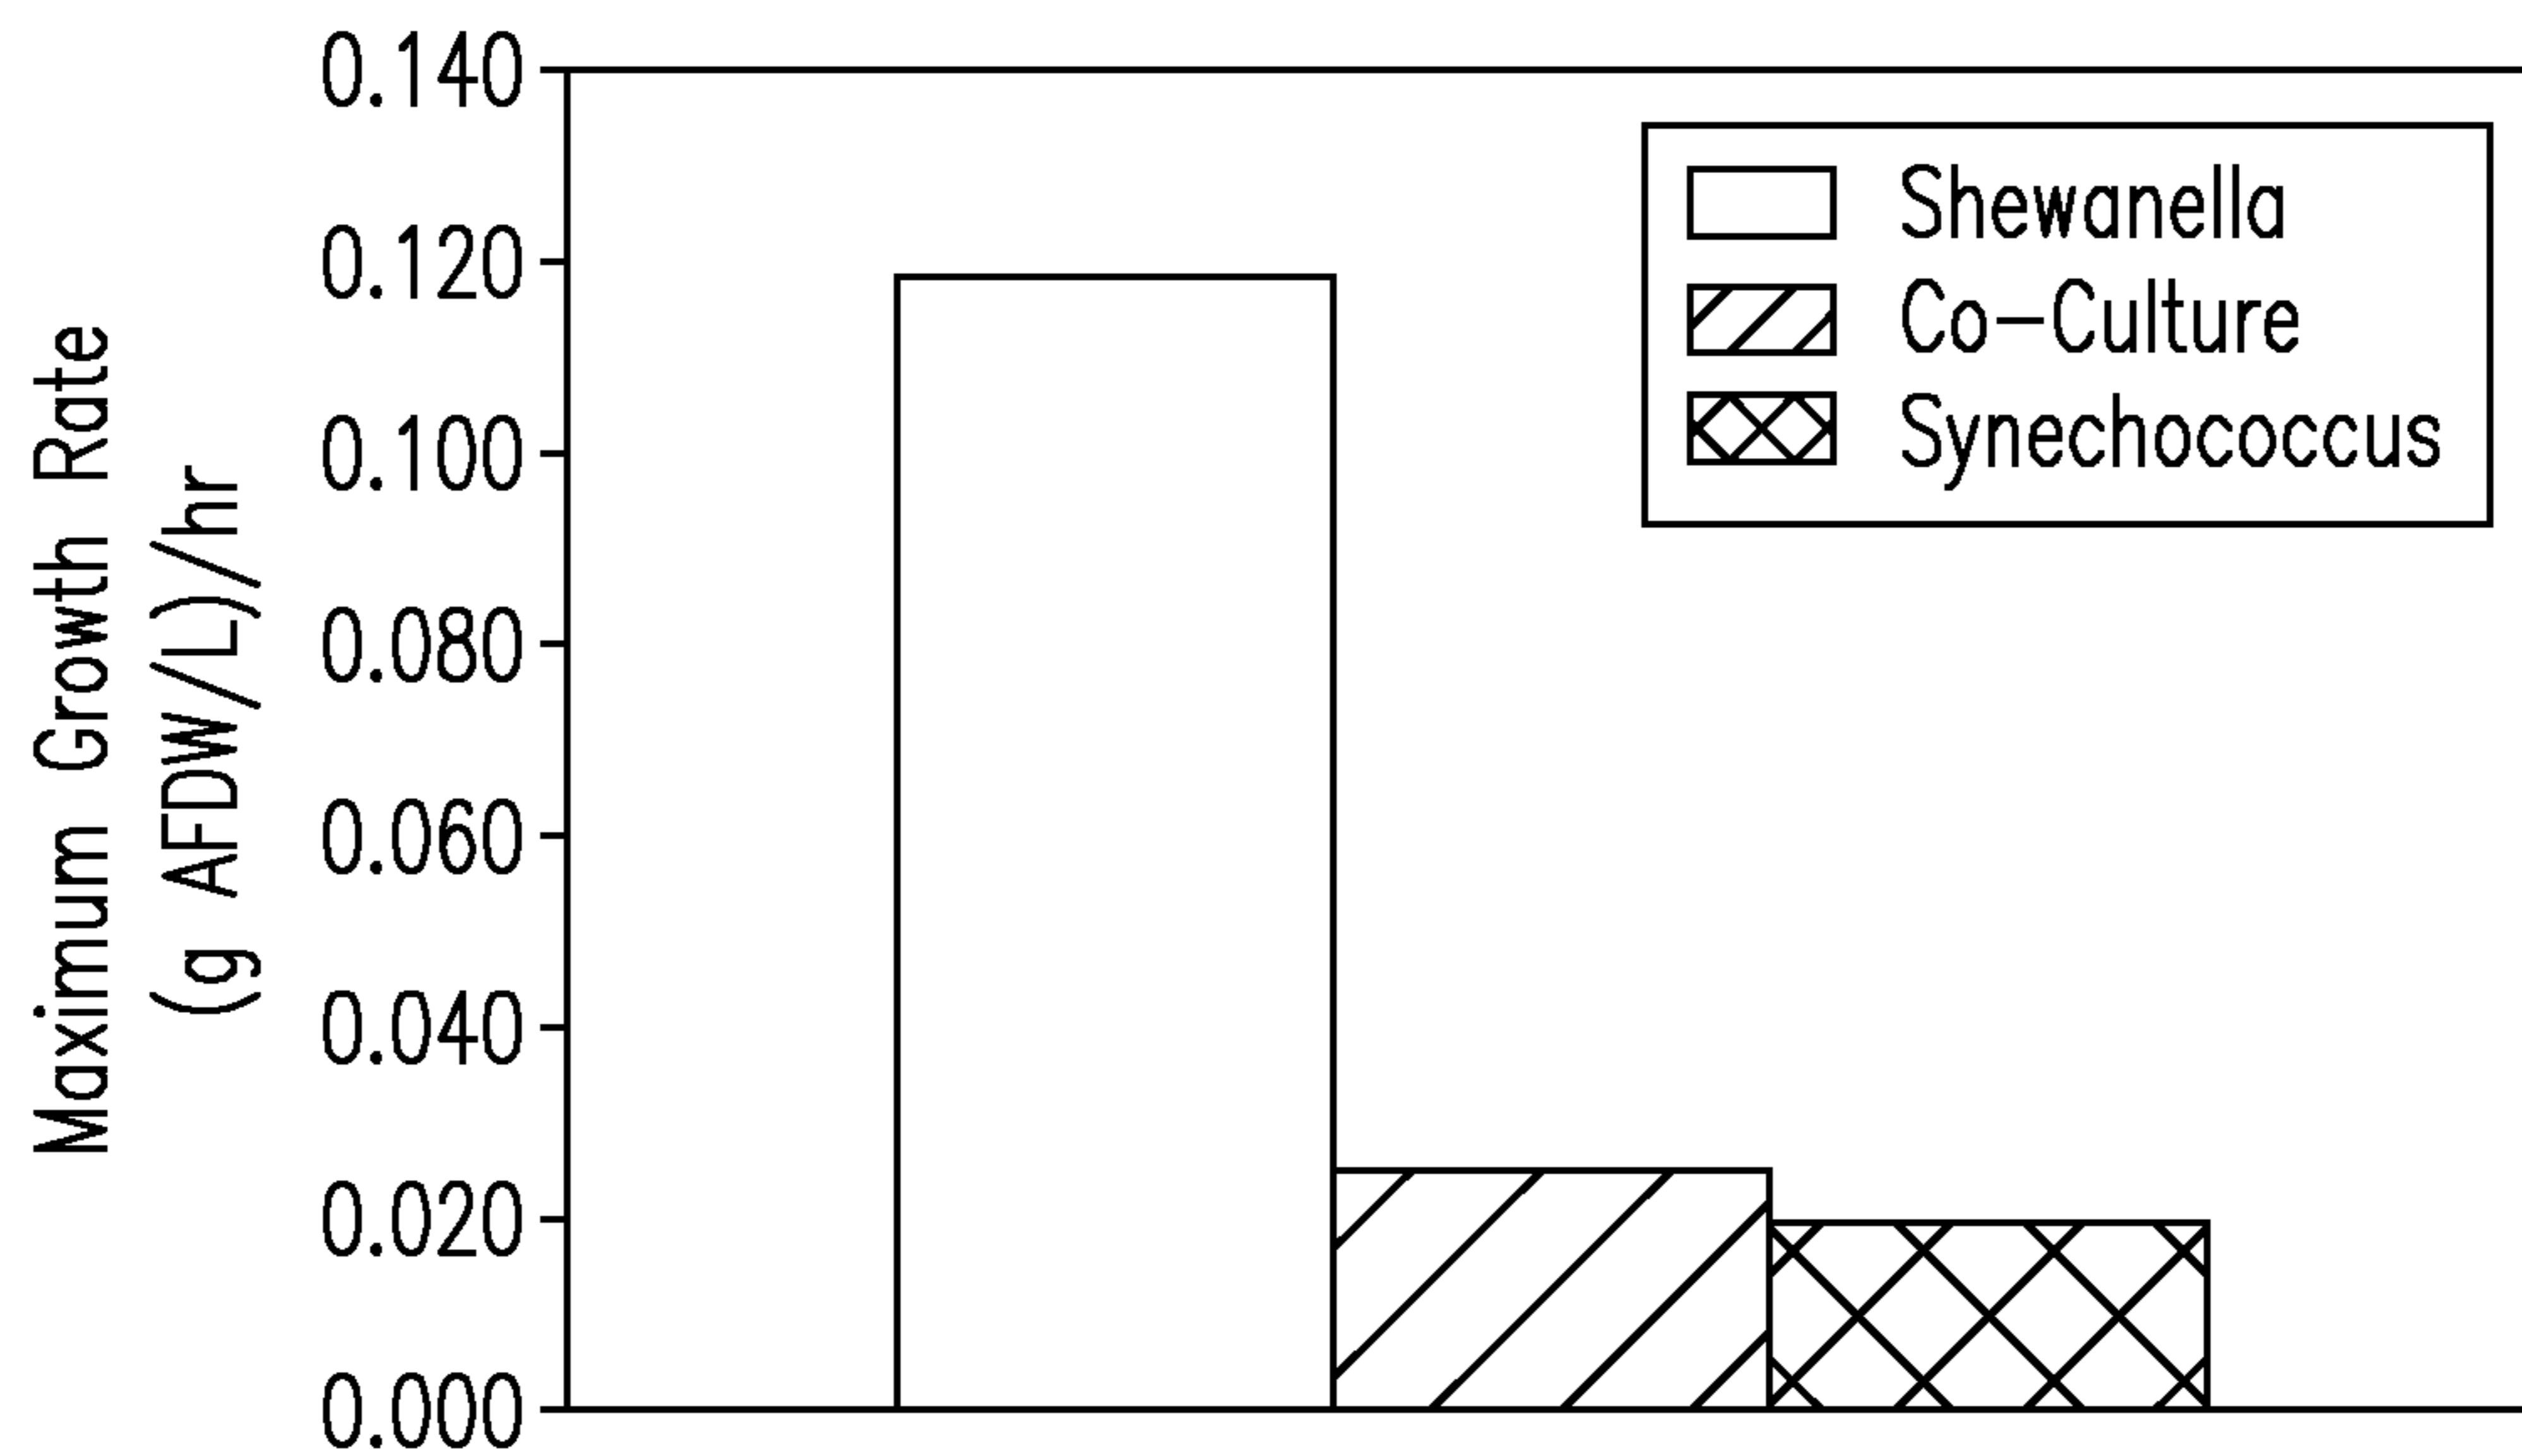 Maximum Growth Rate
(g AFDW/L)/hr
0.140
0.120
0.100
0.080
0.060
0.040
0.020
0.000
Shewanella
Co-Culture
Synechococcus